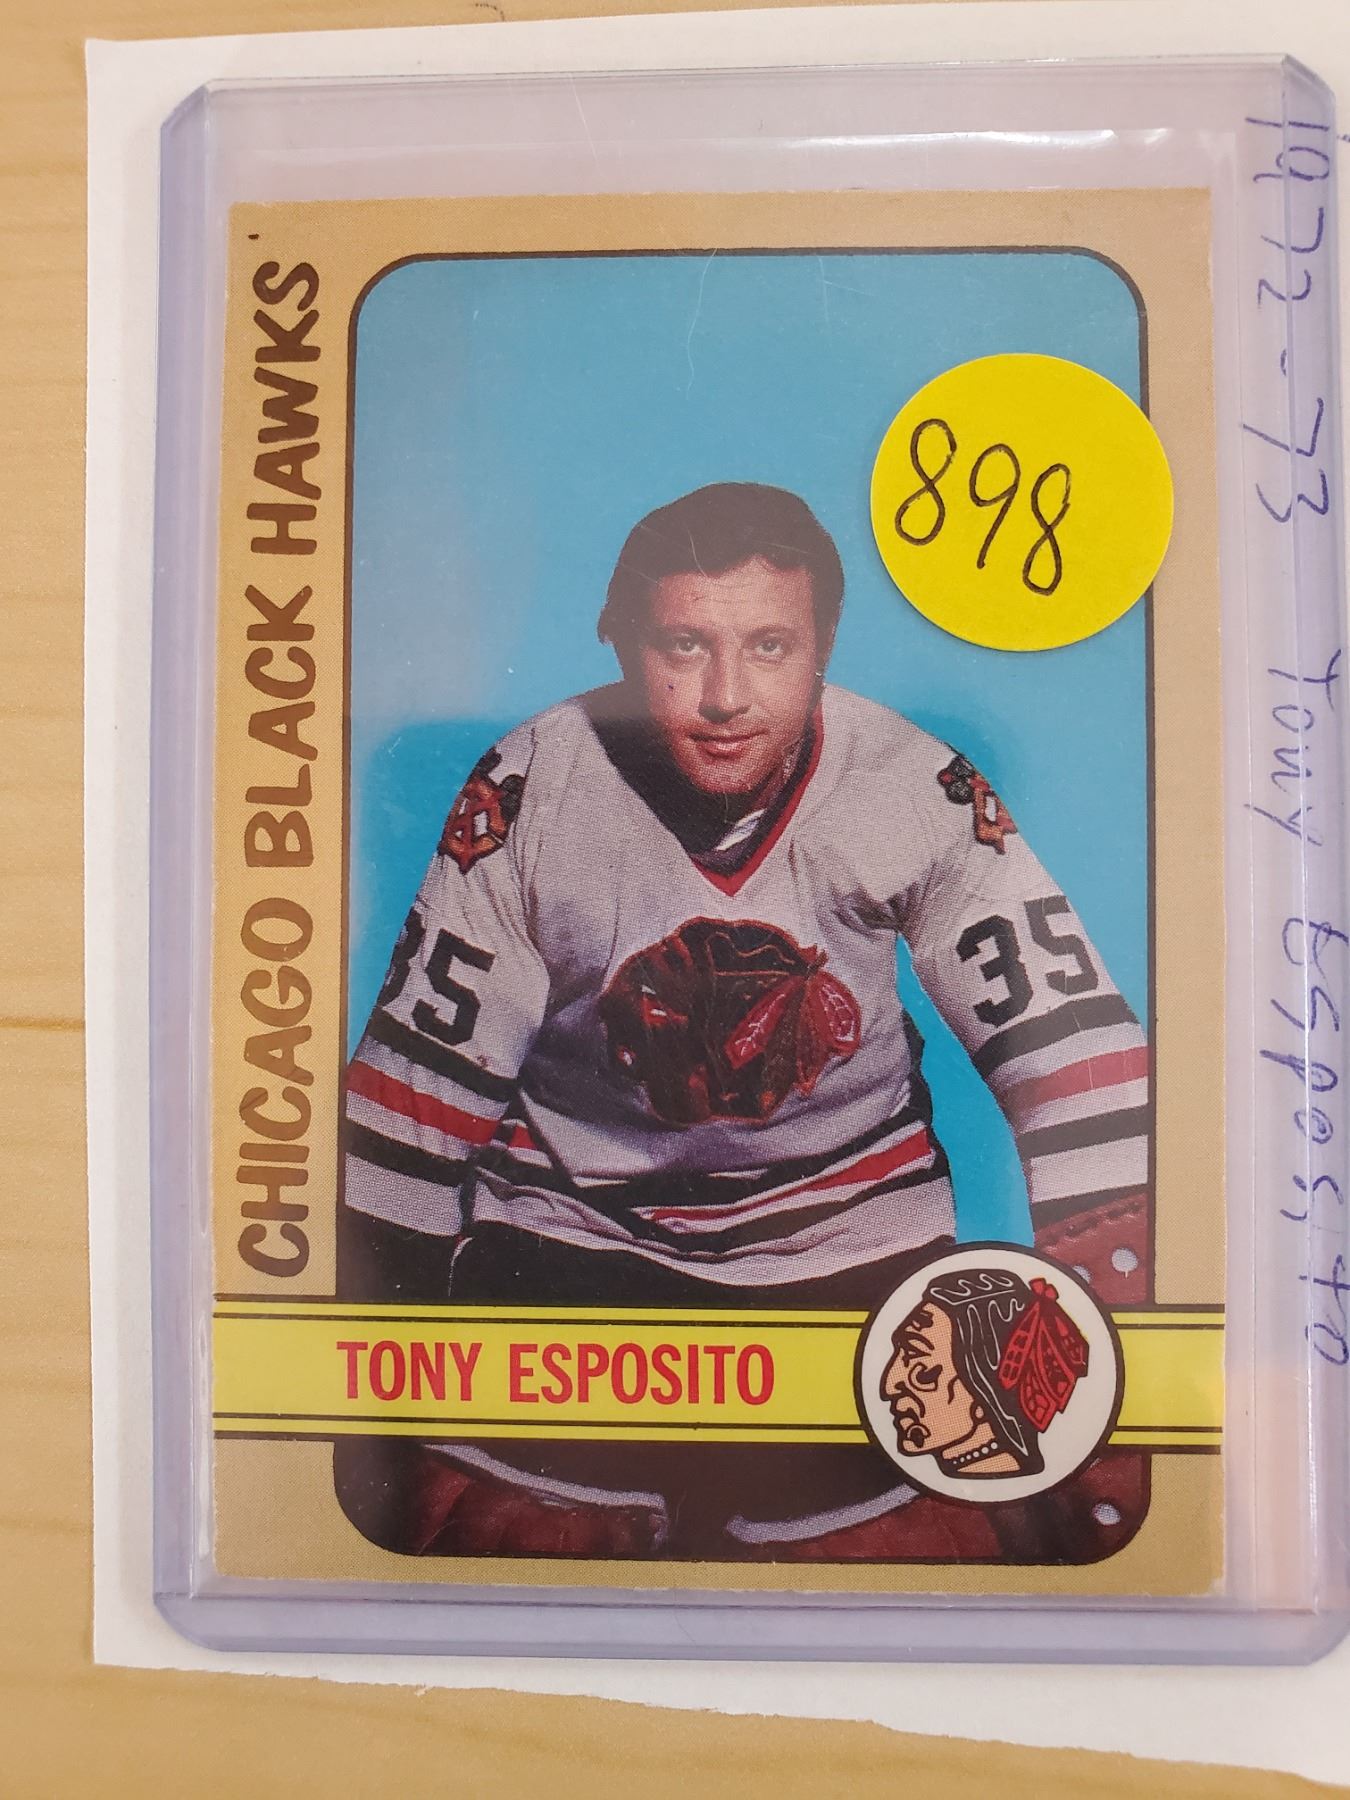 CHICAGO BLACK HAWKS
898
35
35
TONY ESPOSITO
1972-73 Tony Esposito